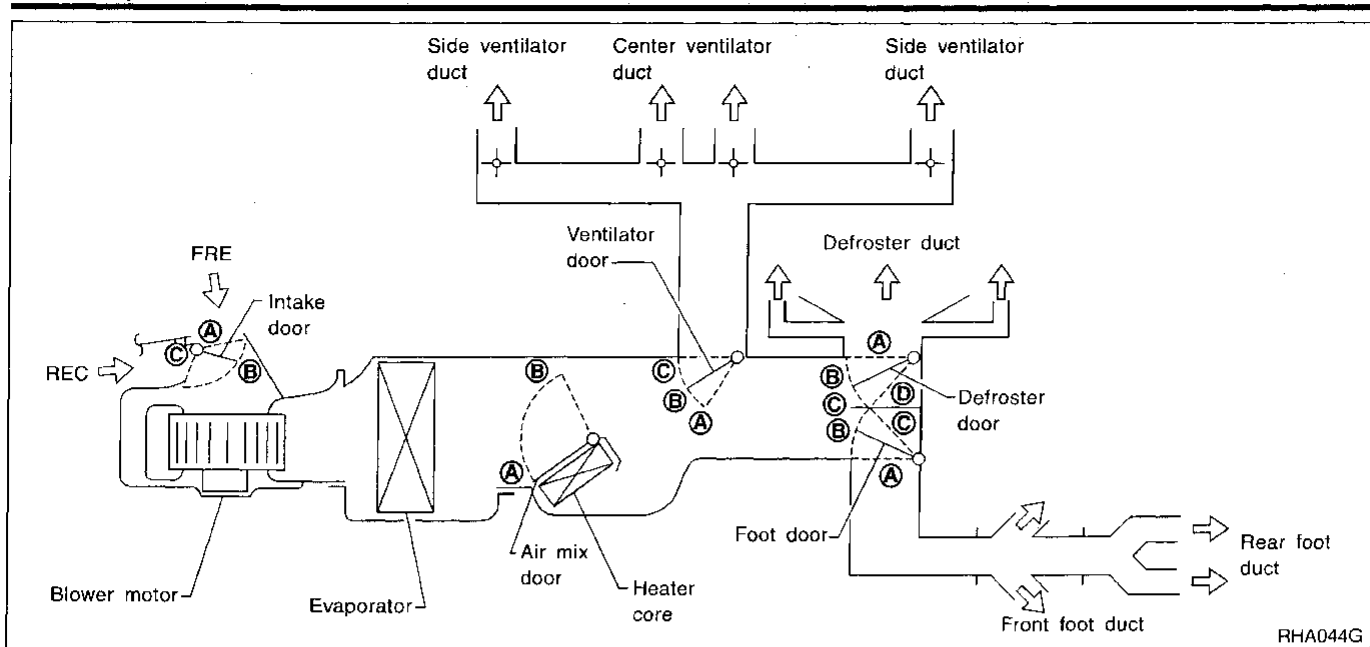 Side ventilator
duct
Center ventilator
duct
Side ventilator
duct
Ventilator
door
Defroster duct
FRE
Intake
door
A
C
B
REC
B
C
B
A
A
B
C
B
D
C
A
Defroster
door
A
Foot door
Air mix
door
Heater
core
Blower motor
Evaporator
Rear foot
duct
Front foot duct
RHA044G